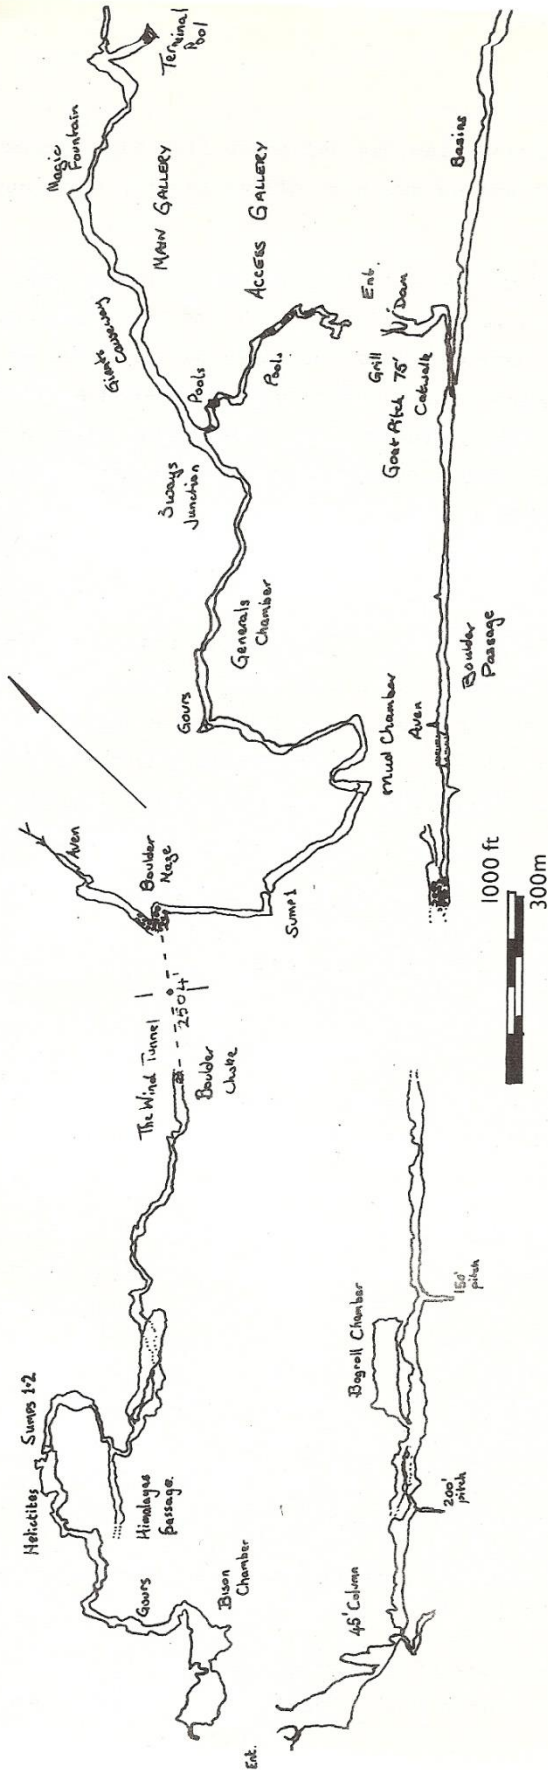 Terminal
Pool
Magic
Fountain
MAIN GALLERY
ACCESS GALLERY
Giants
Causeway
Pools
Pools
3 ways
Junction
Generals
Chamber
Gours
Mud Chamber
Aven
Boulder
Maze
Sump 1
The Wind Tunnel
Boulder
Choke
Sumps 1+2
Helictites
Himalayas
passage.
Gours
Bison
Chamber
Ent.
45' Column
200'
pitch
Bogroll Chamber
150'
pitch
1000 ft
300m
Aven
Boulder
Passage
Ent.
Dam
Grill
Goat Pitch 75'
Catwalk
Basins